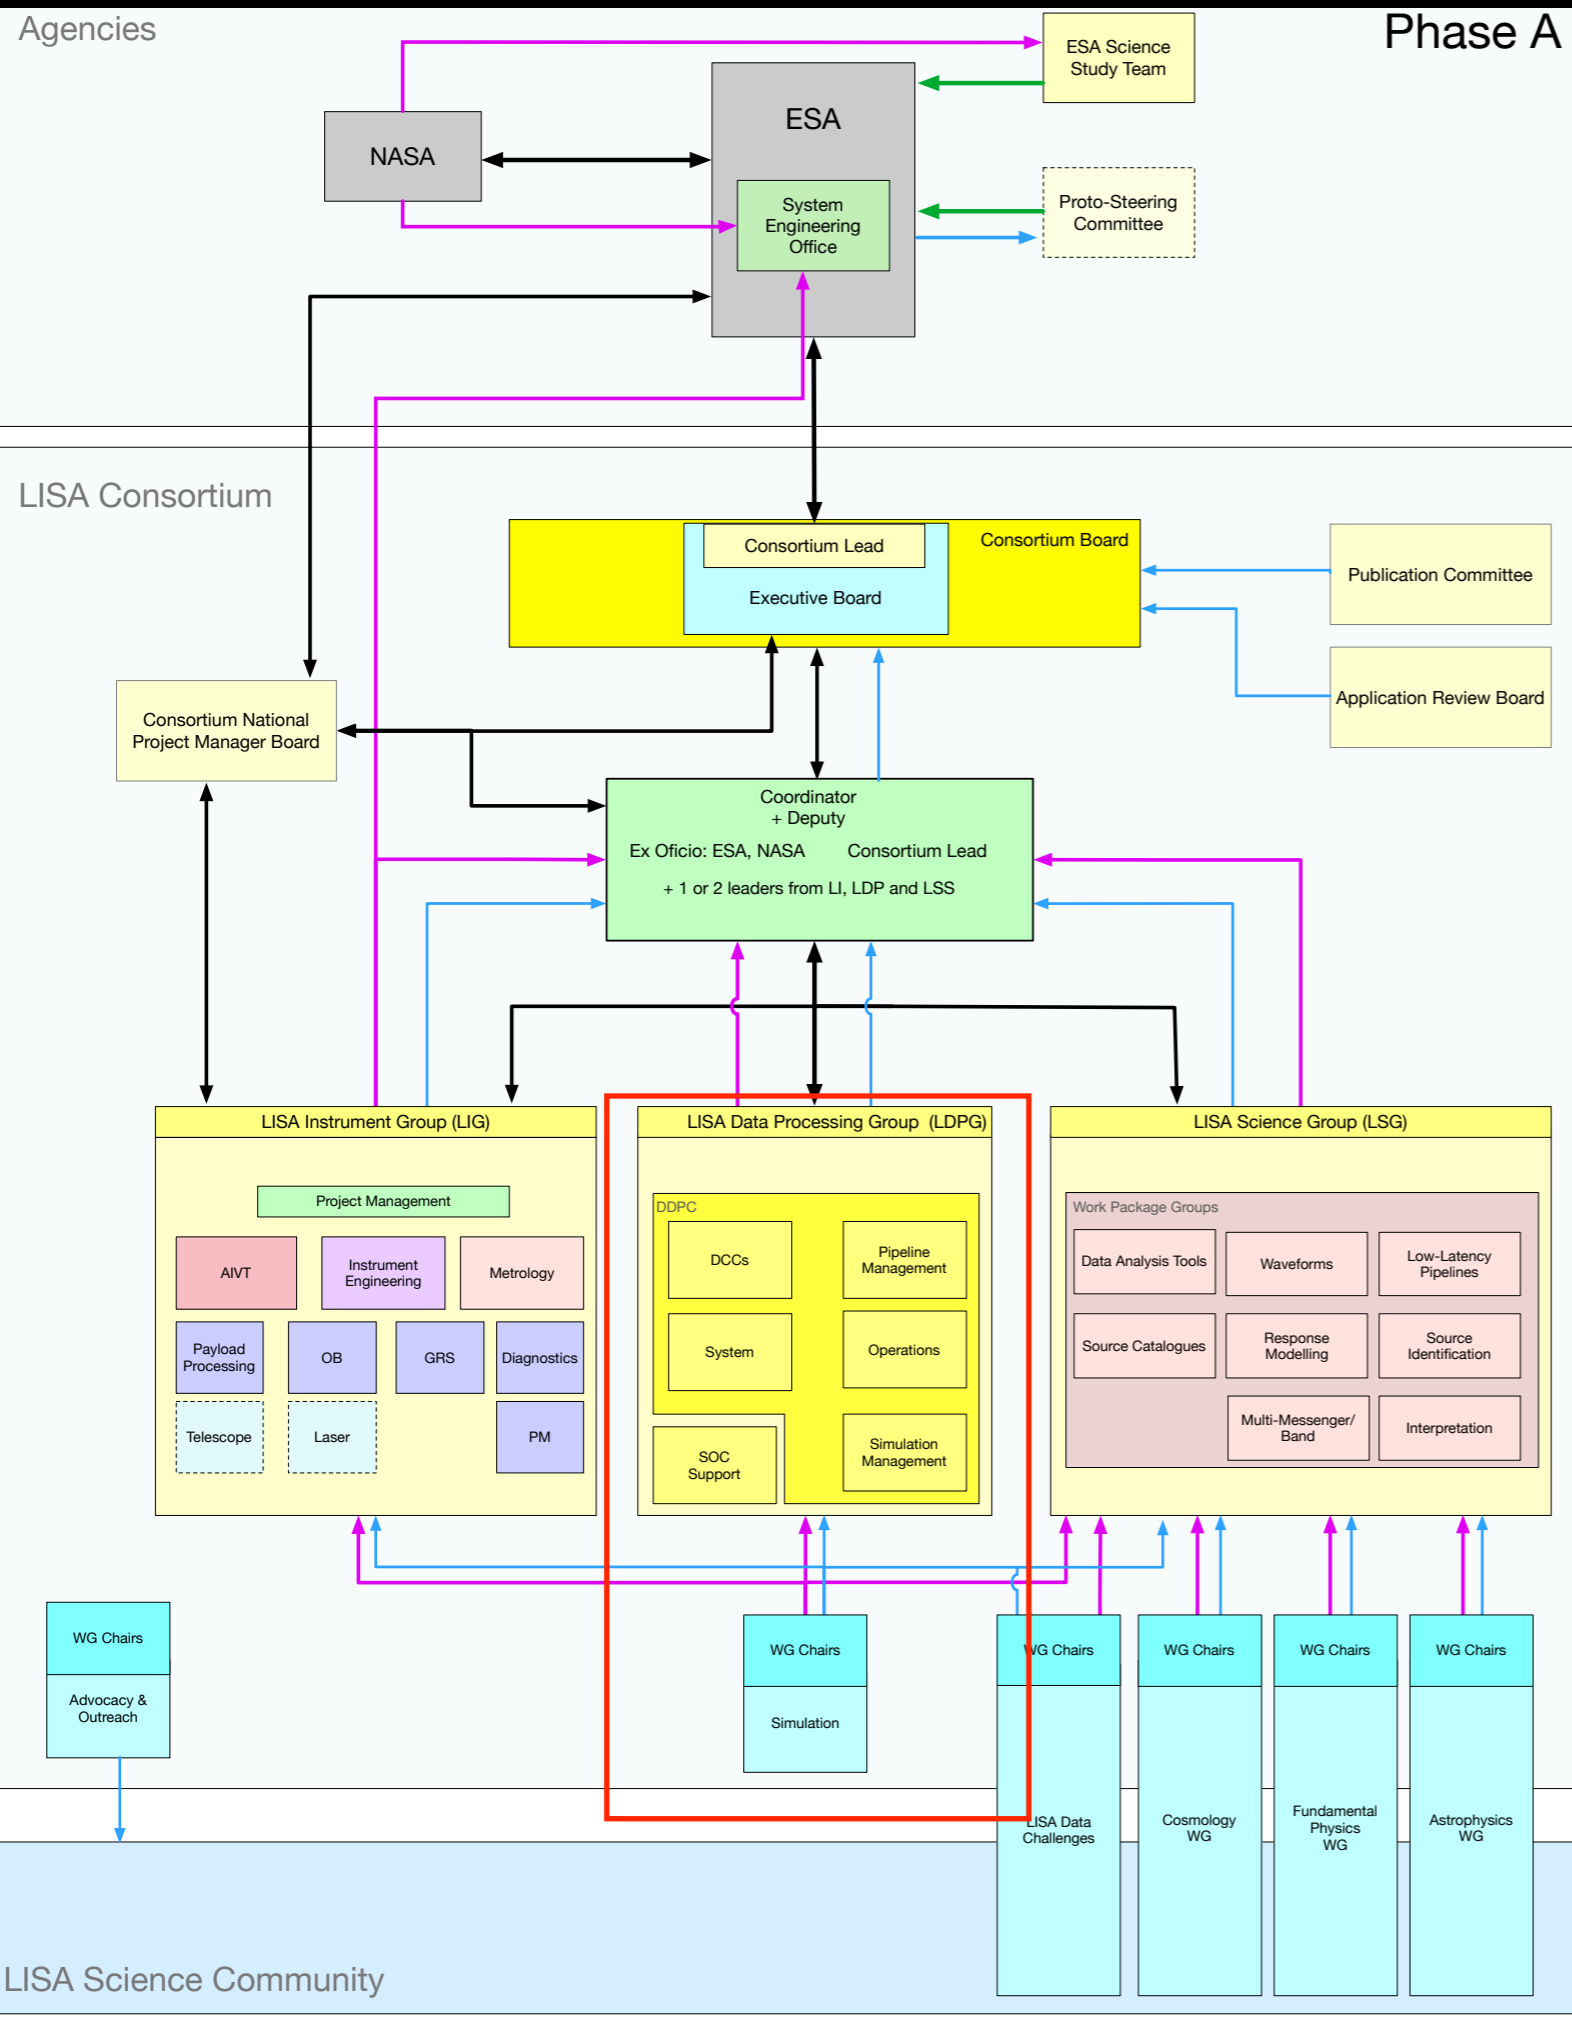 Agencies
Phase A
ESA Science
Study Team
ESA
NASA
System
Engineering
Office
Proto-Steering
Committee
LISA Consortium
Consortium Lead
Consortium Board
Executive Board
Publication Committee
Application Review Board
Consortium National
Project Manager Board
Coordinator
+ Deputy
Ex Oficio: ESA, NASA
Consortium Lead
+ 1 or 2 leaders from LI, LDP and LSS
LISA Instrument Group (LIG)
Project Management
AIVT
Instrument
Engineering
Metrology
Payload
Processing
OB
GRS
Diagnostics
Telescope
Laser
PM
LISA Data Processing Group (LDPG)
DDPC
DCCs
Pipeline
Management
System
Operations
SOC
Support
Simulation
Management
LISA Science Group (LSG)
Work Package Groups
Data Analysis Tools
Waveforms
Low-Latency
Pipelines
Source Catalogues
Response
Modelling
Source
Identification
Multi-Messenger/
Band
Interpretation
WG Chairs
Advocacy &
Outreach
WG Chairs
Simulation
WG Chairs
LISA Data
Challenges
WG Chairs
Cosmology
WG
WG Chairs
Fundamental
Physics
WG
WG Chairs
Astrophysics
WG
LISA Science Community